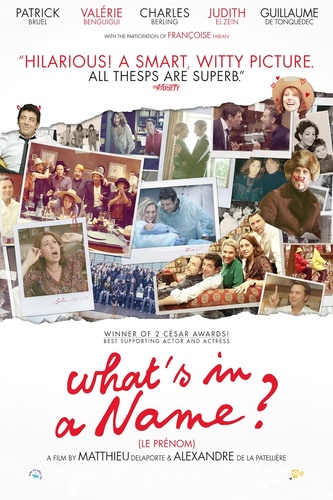 PATRICK VALÉRIE CHARLES JUDITH GUILLAUME
BRUEL BENGUIGUI BERLING EL ZEIN DE TONQUÉDEC
WITH THE PARTICIPATION OF FRANÇOISE FABIAN
“HILARIOUS! A SMART, WITTY PICTURE.
ALL THESPS ARE SUPERB.”
VARIETY
WINNER OF 2 CÉSAR AWARDS!
BEST SUPPORTING ACTOR AND ACTRESS
what's in
a Name?
(LE PRÉNOM)
A FILM BY MATTHIEU DELAPORTE & ALEXANDRE DE LA PATELLIÈRE